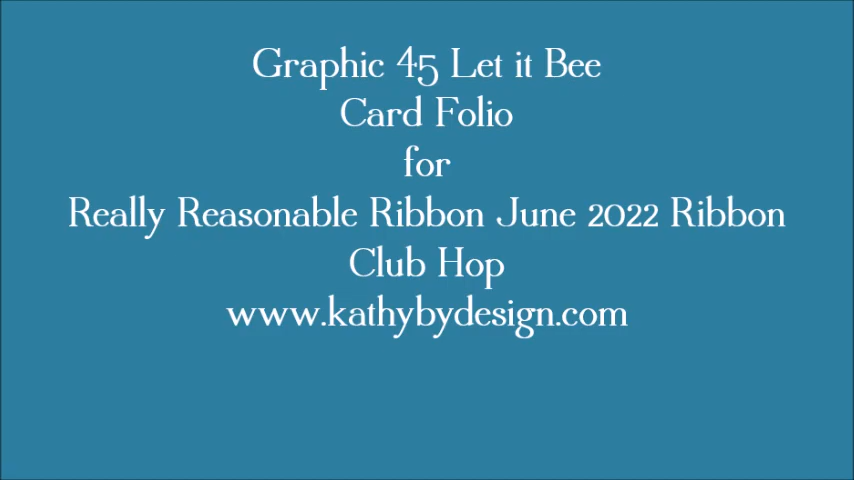 Graphic 45 Let it Bee
Card Folio
for
Really Reasonable Ribbon June 2022 Ribbon
Club Hop
www.kathybydesign.com